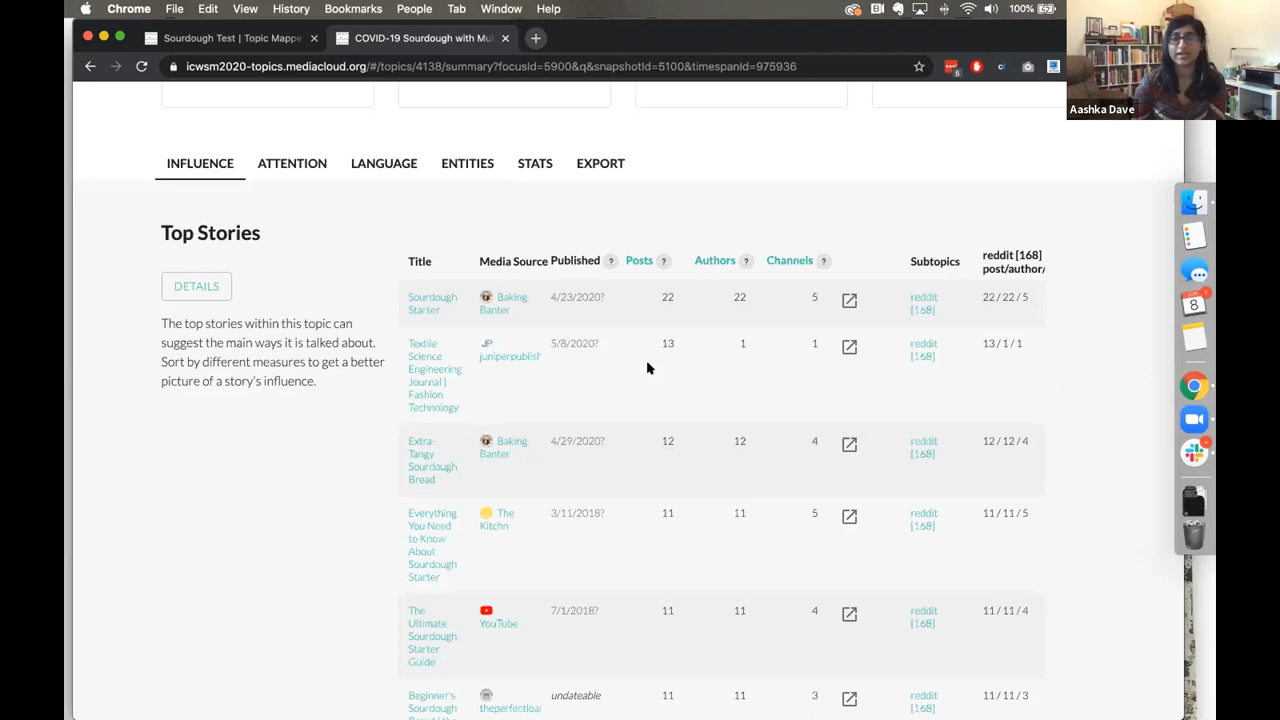 Chrome File Edit View History Bookmarks People Tab Window Help 100%
Sourdough Test | Topic Mappe
COVID-19
ough with Mul
icwsm2020-topics.mediacloud.org/#/topics/4138/summary?focusId=5900&q&snapshotId=5100&timespanId=975936
Aashka Dave
INFLUENCE ATTENTION LANGUAGE ENTITIES STATS EXPORT
Top Stories
DETAILS
The top stories within this topic can
suggest the main ways it is talked about.
Sort by different measures to get a better
picture of a story's influence.
Title Media Source Published ? Posts ? Authors ? Channels ? Subtopics reddit [168]
post/author/
Sourdough Baking 4/23/2020? 22 22 5 reddit 22 / 22 / 5
Starter Banter [168]
Textile JP 5/8/2020? 13 1 1 reddit 13 / 1 / 1
Science juniperpublish [168]
Engineering
Journal |
Fashion
Technology
Extra- Baking 4/29/2020? 12 12 4 reddit 12 / 12 / 4
Tangy Banter [168]
Sourdough
Bread
Everything The 3/11/2018? 11 11 5 reddit 11 / 11 / 5
You Need Kitchn [168]
to Know
About
Sourdough
Starter
The 7/1/2018? 11 11 4 reddit 11 / 11 / 4
Ultimate YouTube [168]
Sourdough
Starter
Guide
Beginner's undateable 11 11 3 reddit 11 / 11 / 3
Sourdough theperfectloa [168]